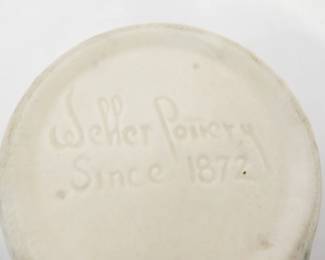 Weller Pottery
Since 1872